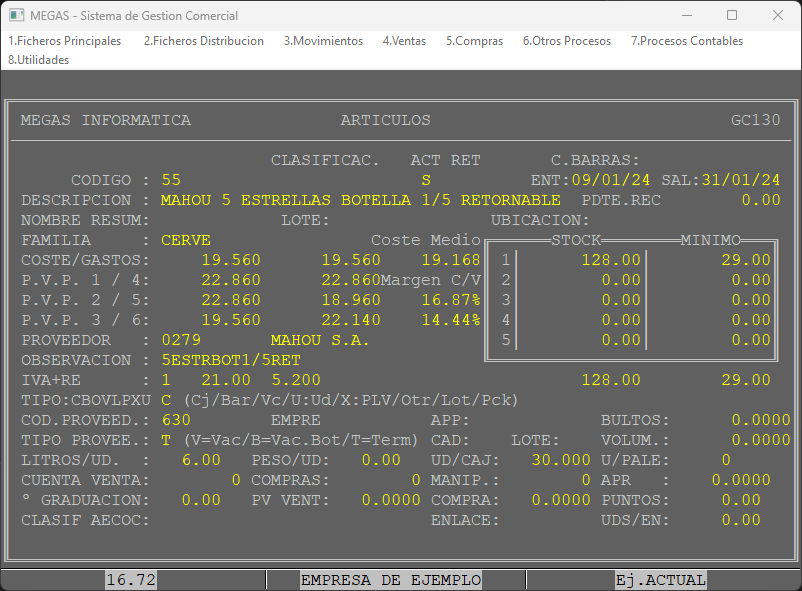 MEGAS - Sistema de Gestion Comercial
1.Ficheros Principales 2.Ficheros Distribucion 3.Movimientos 4.Ventas 5.Compras 6.Otros Procesos 7.Procesos Contables
8.Utilidades
MEGAS INFORMATICA ARTICULOS GC130
CLASIFICAC. ACT RET C.BARRAS:
CODIGO : 55 S ENT:09/01/24 SAL:31/01/24
DESCRIPCION : MAHOU 5 ESTRELLAS BOTELLA 1/5 RETORNABLE PDTE.REC 0.00
NOMBRE RESUM: LOTE: UBICACION:
FAMILIA : CERVE Coste Medio STOCK MINIMO
COSTE/GASTOS: 19.560 19.560 19.168 1 128.00 29.00
P.V.P. 1 / 4: 22.860 22.860Margen C/V 2 0.00 0.00
P.V.P. 2 / 5: 22.860 18.960 16.87% 3 0.00 0.00
P.V.P. 3 / 6: 19.560 22.140 14.44% 4 0.00 0.00
PROVEEDOR : 0279 MAHOU S.A. 5 0.00 0.00
OBSERVACION : 5ESTRBOT1/5RET
IVA+RE : 1 21.00 5.200 128.00 29.00
TIPO:CBOVLPXU C (Cj/Bar/Vc/U:Ud/X:PLV/Otr/Lot/Pck)
COD.PROVEED.: 630 EMPRE APP: BULTOS: 0.0000
TIPO PROVEE.: T (V=Vac/B=Vac.Bot/T=Term) CAD: LOTE: VOLUM.: 0.0000
LITROS/UD. : 6.00 PESO/UD: 0.00 UD/CAJ: 30.000 U/PALE: 0
CUENTA VENTA: 0 COMPRAS: 0 MANIP.: 0 APR : 0.0000
º GRADUACION: 0.00 PV VENT: 0.0000 COMPRA: 0.0000 PUNTOS: 0.00
CLASIF AECOC: ENLACE: UDS/EN: 0.00
16.72 EMPRESA DE EJEMPLO Ej.ACTUAL